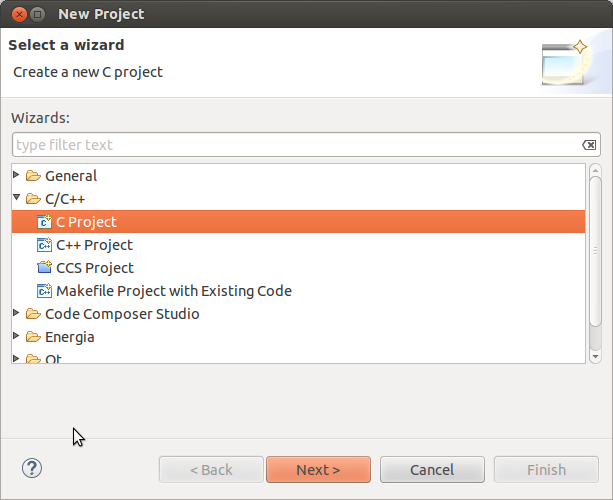 New Project
Select a wizard
Create a new C project
Wizards:
type filter text
General
C/C++
C Project
C++ Project
CCS Project
Makefile Project with Existing Code
Code Composer Studio
Energia
Qt
< Back Next > Cancel Finish